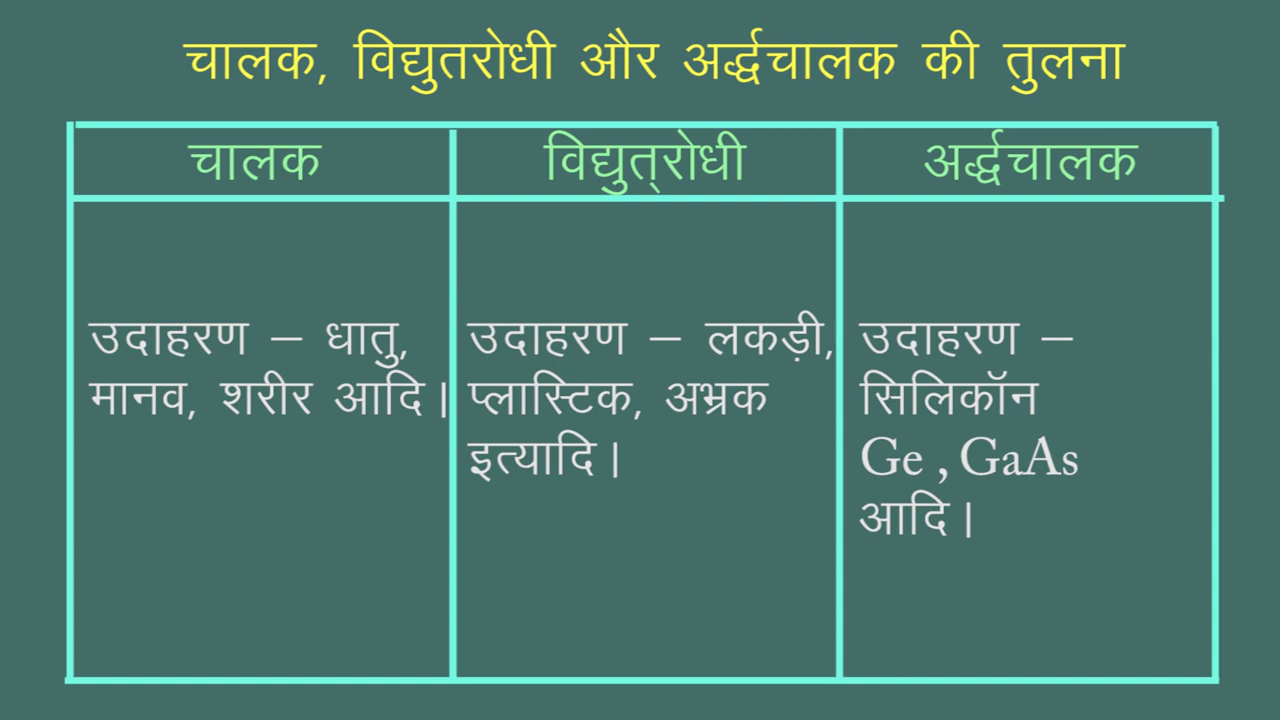 चालक, विद्युतरोधी और अर्द्धचालक की तुलना
चालक
विद्युत्‌रोधी
अर्द्धचालक
उदाहरण – धातु,
मानव, शरीर आदि।
उदाहरण – लकड़ी,
प्लास्टिक, अभ्रक
इत्यादि।
उदाहरण –
सिलिकॉन
Ge , GaAs
आदि।